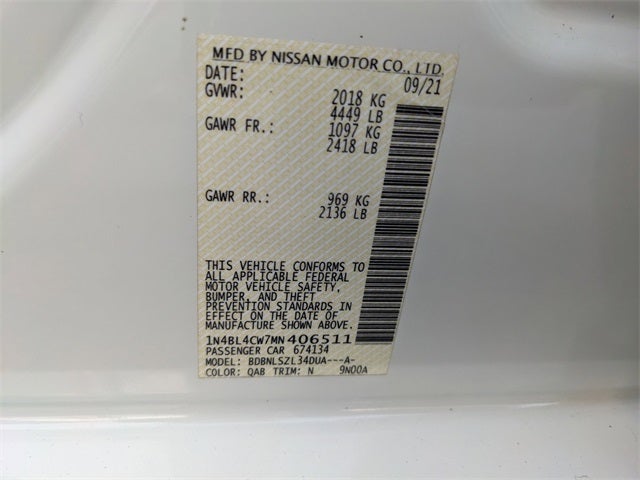 MFD BY NISSAN MOTOR CO., LTD.
DATE: 09/21
GVWR: 2018 KG
4449 LB
GAWR FR.: 1097 KG
2418 LB
GAWR RR.: 969 KG
2136 LB
THIS VEHICLE CONFORMS TO
ALL APPLICABLE FEDERAL
MOTOR VEHICLE SAFETY,
BUMPER, AND THEFT
PREVENTION STANDARDS IN
EFFECT ON THE DATE OF
MANUFACTURE SHOWN ABOVE.
1N4BL4CW7MN406511
PASSENGER CAR 674134
MODEL: BDBNLSZL34DUA---A-
COLOR: QAB TRIM: N 9N00A